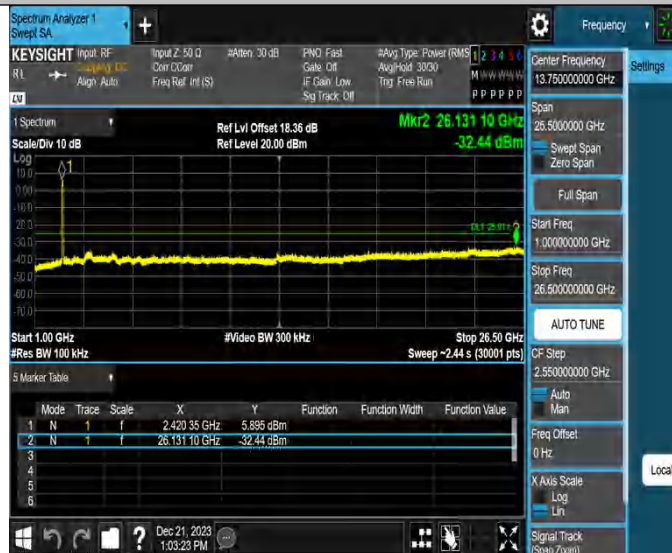 Spectrum Analyzer 1
Swept SA
Frequency
KEYSIGHT
RL
Input: RF
Coupling: DC
Align: Auto
Input Z: 50 Ω
Corr CCorr
Freq Ref: Int (S)
#Atten: 30 dB
PNO: Fast
Gate: Off
IF Gain: Low
Sig Track: Off
#Avg Type: Power (RMS
Avg|Hold: 30/30
Trig: Free Run
1 2 3 4 5 6
M W W W W W
P P P P P P
1 Spectrum
Scale/Div 10 dB
Ref Lvl Offset 18.36 dB
Ref Level 20.00 dBm
Mkr2 26.131 10 GHz
-32.44 dBm
Log
10.0
0.00
-10.0
-20.0
-30.0
-40.0
-50.0
-60.0
-70.0
1
Start 1.00 GHz
#Res BW 100 kHz
#Video BW 300 kHz
Stop 26.50 GHz
Sweep ~2.44 s (30001 pts)
5 Marker Table
Mode Trace Scale X Y Function Function Width Function Value
1 N 1 f 2.420 35 GHz 5.895 dBm
2 N 1 f 26.131 10 GHz -32.44 dBm
3
4
5
6
Dec 21, 2023
1:03:23 PM
Center Frequency
13.750000000 GHz
Settings
Span
25.5000000 GHz
Swept Span
Zero Span
Full Span
Start Freq
1.000000000 GHz
Stop Freq
26.500000000 GHz
AUTO TUNE
CF Step
2.550000000 GHz
Auto
Man
Freq Offset
0 Hz
Local
X Axis Scale
Log
Lin
Signal Track
(Span Zoom)